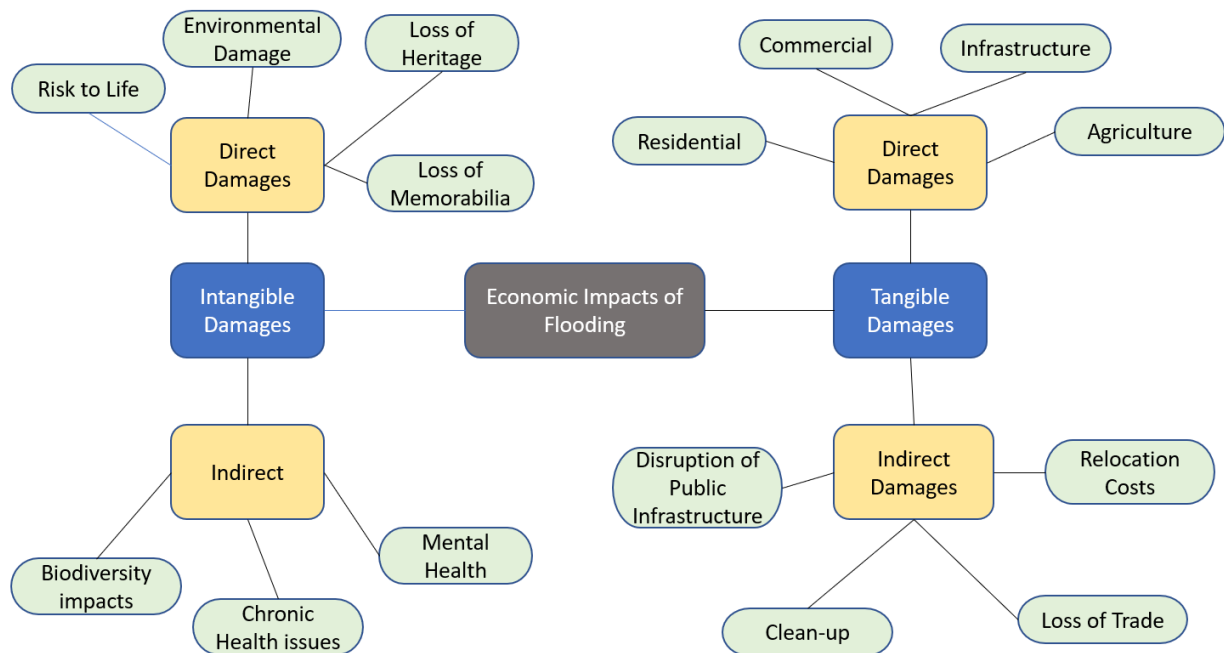 Environmental
Damage
Loss of
Heritage
Risk to Life
Direct
Damages
Loss of
Memorabilia
Commercial
Infrastructure
Residential
Direct
Damages
Agriculture
Intangible
Damages
Economic Impacts of
Flooding
Tangible
Damages
Indirect
Biodiversity
impacts
Chronic
Health issues
Mental
Health
Disruption of
Public
Infrastructure
Indirect
Damages
Relocation
Costs
Clean-up
Loss of Trade